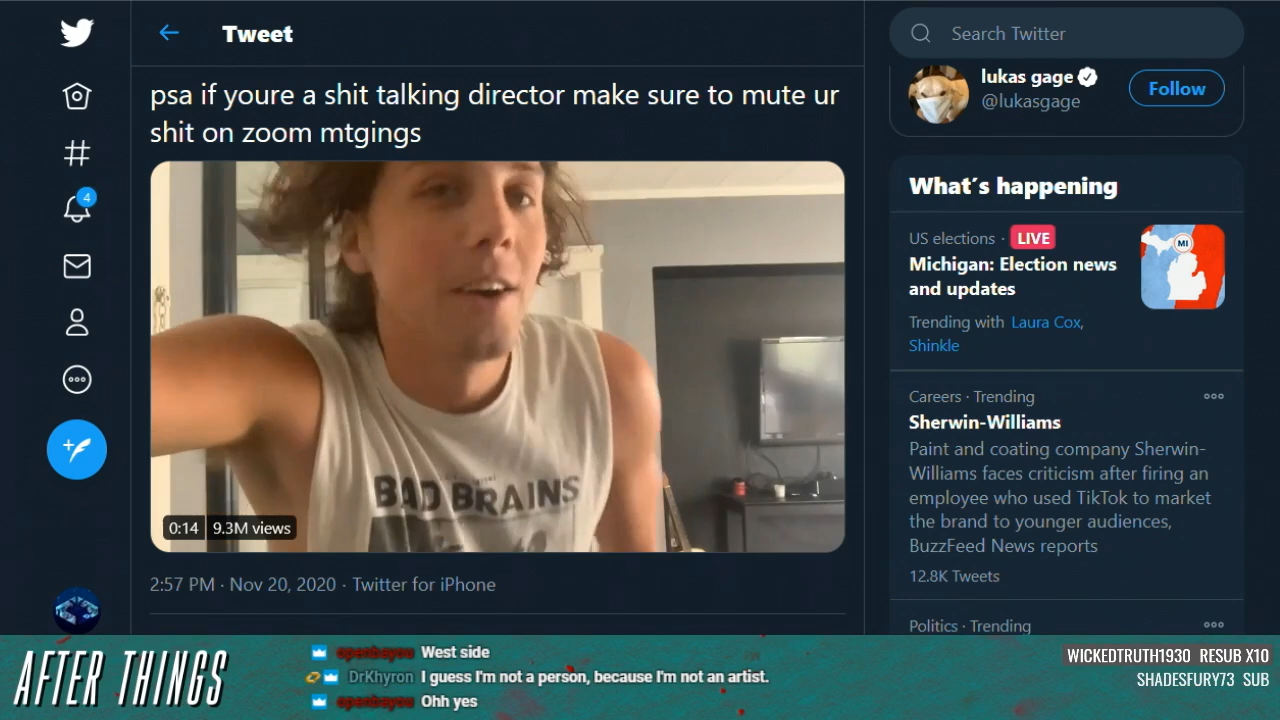 Tweet
psa if youre a shit talking director make sure to mute ur
shit on zoom mtgings
BAD BRAINS
0:14 9.3M views
2:57 PM · Nov 20, 2020 · Twitter for iPhone
4
Search Twitter
lukas gage
@lukasgage
Follow
What´s happening
US elections · LIVE
Michigan: Election news
and updates
MI
Trending with Laura Cox,
Shinkle
Careers · Trending
Sherwin-Williams
Paint and coating company Sherwin-
Williams faces criticism after firing an
employee who used TikTok to market
the brand to younger audiences,
BuzzFeed News reports
12.8K Tweets
Politics · Trending
AFTER THINGS
openbayou West side
DrKhyron I guess I'm not a person, because I'm not an artist.
openbayou Ohh yes
WICKEDTRUTH1930 RESUB X10
SHADESFURY73 SUB